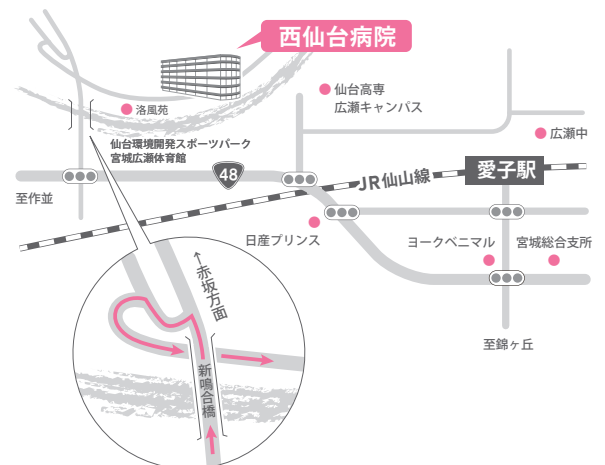 西仙台病院
洛風苑
仙台高専
広瀬キャンパス
広瀬中
仙台環境開発スポーツパーク
宮城広瀬体育館
48
愛子駅
JR仙山線
至作並
日産プリンス
ヨークベニマル
宮城総合支所
←赤坂方面
至錦ヶ丘
新鳴合橋